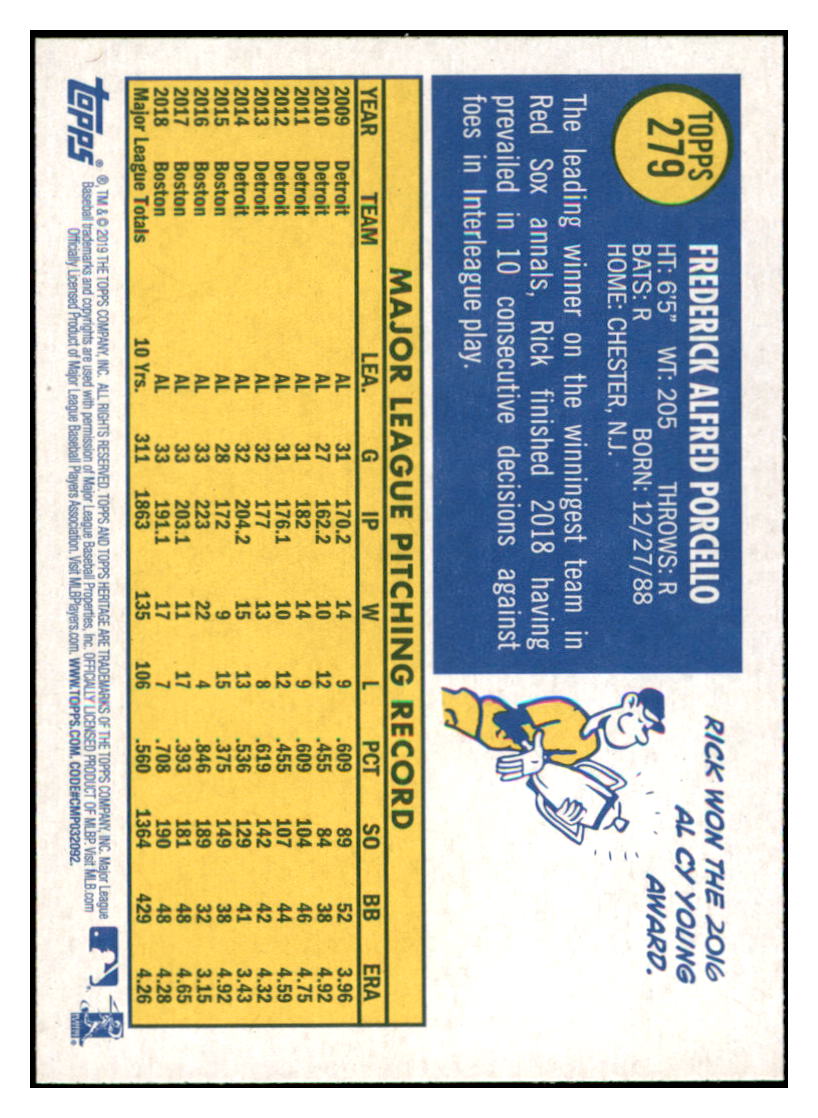 TOPPS
279
FREDERICK ALFRED PORCELLO
HT: 6'5" WT: 205 THROWS: R
BATS: R BORN: 12/27/88
HOME: CHESTER, N.J.
The leading winner on the winningest team in
Red Sox annals, Rick finished 2018 having
prevailed in 10 consecutive decisions against
foes in Interleague play.
RICK WON THE 2016
AL CY YOUNG
AWARD.
MAJOR LEAGUE PITCHING RECORD
YEAR TEAM LEA. G IP W L PCT SO BB ERA
2009 Detroit AL 31 170.2 14 9 .609 89 52 3.96
2010 Detroit AL 27 162.2 10 12 .455 84 38 4.92
2011 Detroit AL 31 182 14 9 .609 104 46 4.75
2012 Detroit AL 31 176.1 10 12 .455 107 44 4.59
2013 Detroit AL 32 177 13 8 .619 142 42 4.32
2014 Detroit AL 32 204.2 15 13 .536 129 41 3.43
2015 Boston AL 28 172 9 15 .375 149 38 4.92
2016 Boston AL 33 223 22 4 .846 189 32 3.15
2017 Boston AL 33 203.1 11 17 .393 181 48 4.65
2018 Boston AL 33 191.1 17 7 .708 190 48 4.28
Major League Totals 10 Yrs. 311 1863 135 106 .560 1364 429 4.26
topps®
®, TM & © 2019 THE TOPPS COMPANY, INC. ALL RIGHTS RESERVED. TOPPS AND TOPPS HERITAGE ARE TRADEMARKS OF THE TOPPS COMPANY, INC. Major League
Baseball trademarks and copyrights are used with permission of Major League Baseball Properties, Inc. OFFICIALLY LICENSED PRODUCT OF MLBP. Visit MLB.com
Officially Licensed Product of Major League Baseball Players Association. Visit MLBPlayers.com. WWW.TOPPS.COM. CODE#CMP032092.